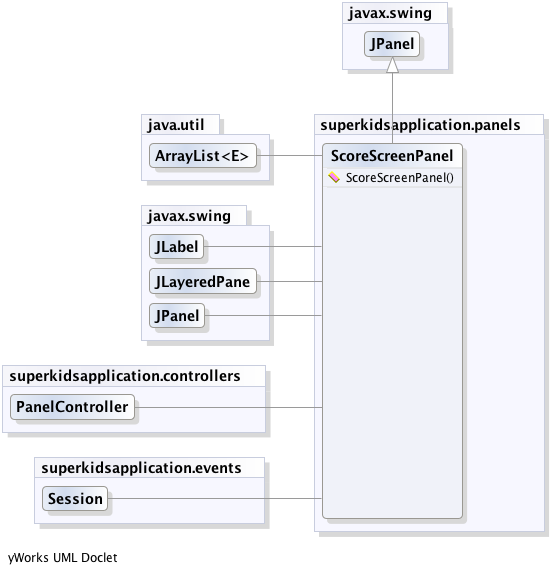 javax.swing
JPanel
java.util
superkidsapplication.panels
ArrayList<E>
ScoreScreenPanel
ScoreScreenPanel()
javax.swing
JLabel
JLayeredPane
JPanel
superkidsapplication.controllers
PanelController
superkidsapplication.events
Session
yWorks UML Doclet